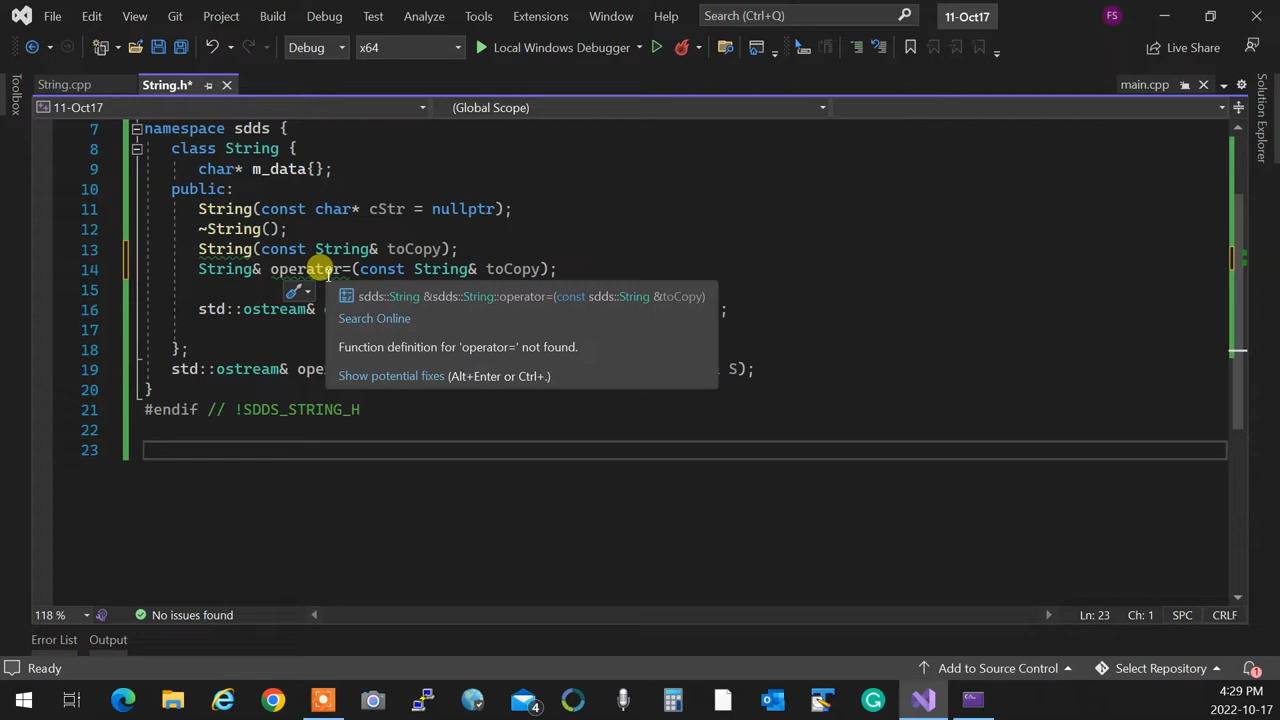 File Edit View Git Project Build Debug Test Analyze Tools Extensions Window Help Search (Ctrl+Q) 11-Oct17 FS
Debug x64 Local Windows Debugger Live Share
Toolbox
String.cpp String.h* main.cpp
Solution Explorer
11-Oct17 (Global Scope)
7 namespace sdds {
8 class String {
9 char* m_data{};
10 public:
11 String(const char* cStr = nullptr);
12 ~String();
13 String(const String& toCopy);
14 String& operator=(const String& toCopy);
15 sdds::String &sdds::String::operator=(const sdds::String &toCopy)
16 std::ostream& ;
Search Online
17
Function definition for 'operator=' not found.
18 };
19 std::ostream& ope S);
Show potential fixes (Alt+Enter or Ctrl+.)
20 }
21 #endif // !SDDS_STRING_H
22
23
118 % No issues found Ln: 23 Ch: 1 SPC CRLF
Error List Output
Ready Add to Source Control Select Repository 1
4 4:29 PM
2022-10-17